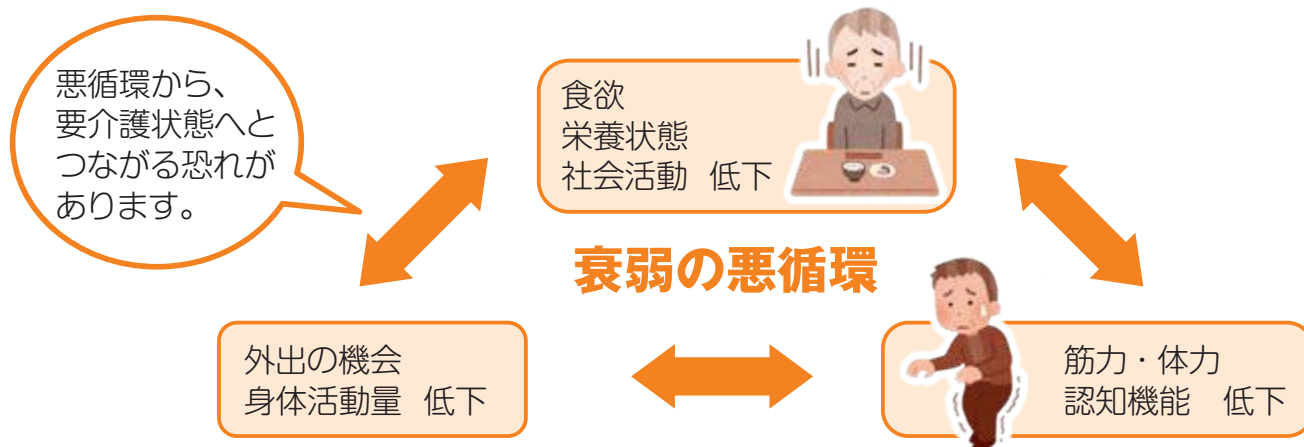 悪循環から、
要介護状態へと
つながる恐れが
あります。
食欲
栄養状態
社会活動 低下
衰弱の悪循環
外出の機会
身体活動量 低下
筋力・体力
認知機能 低下